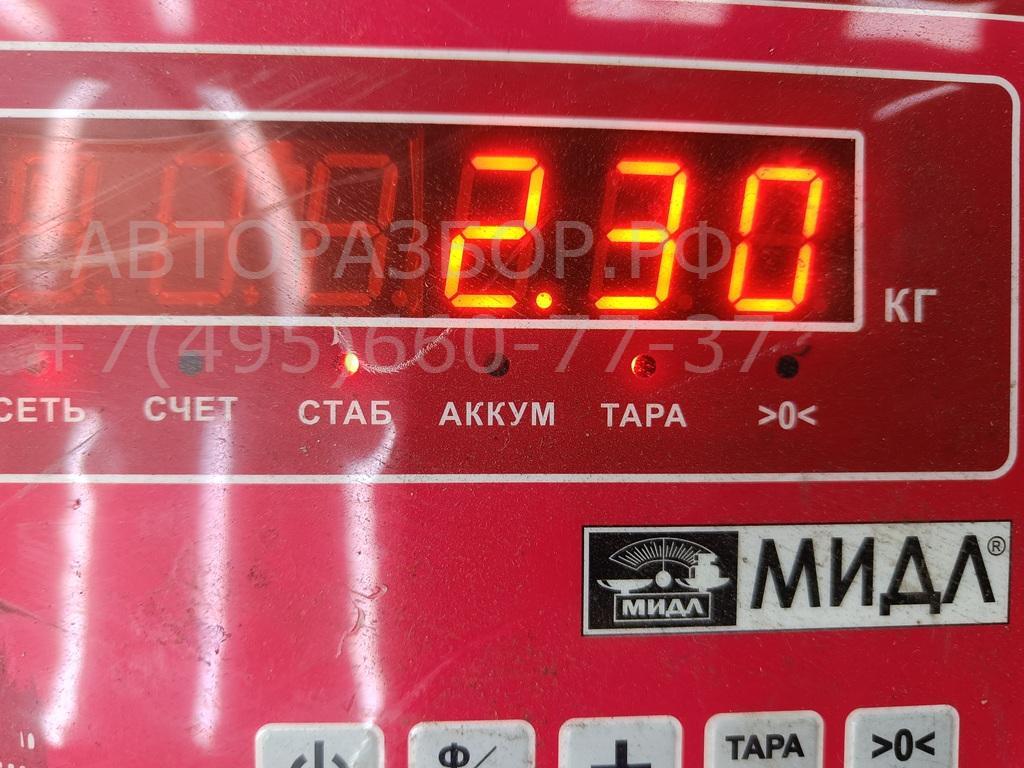 2.30
КГ
АВТОРАЗБОР.РФ
+7(495)660-77-37
СЕТЬ СЧЕТ СТАБ АККУМ ТАРА >0<
МИДЛ МИДЛ®
Ф/ + ТАРА >0<